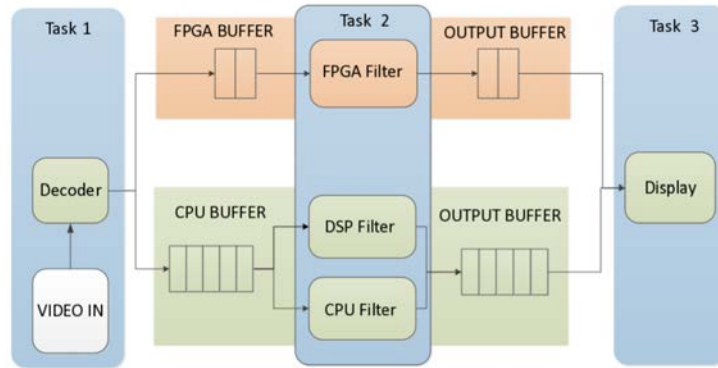 Task 1
FPGA BUFFER
Task 2
OUTPUT BUFFER
Task 3
FPGA Filter
Decoder
Display
CPU BUFFER
DSP Filter
OUTPUT BUFFER
VIDEO IN
CPU Filter